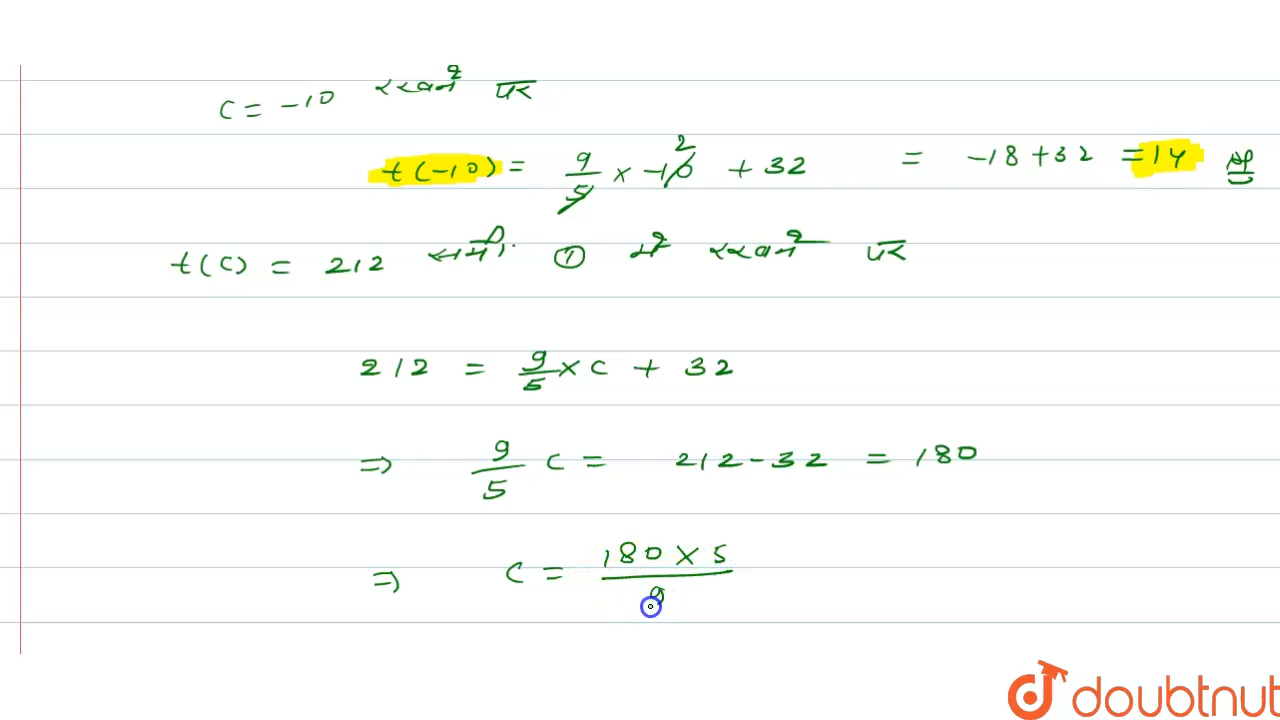 C = -10 रखने पर
t(-10) = 9/5 × -10 2 + 32 = -18 + 32 = 14
t(C) = 212 ① में रखने पर
212 = 9/5 × C + 32
⇒ 9/5 C = 212 - 32 = 180
⇒ C = 180 × 5 / 9
doubtnut